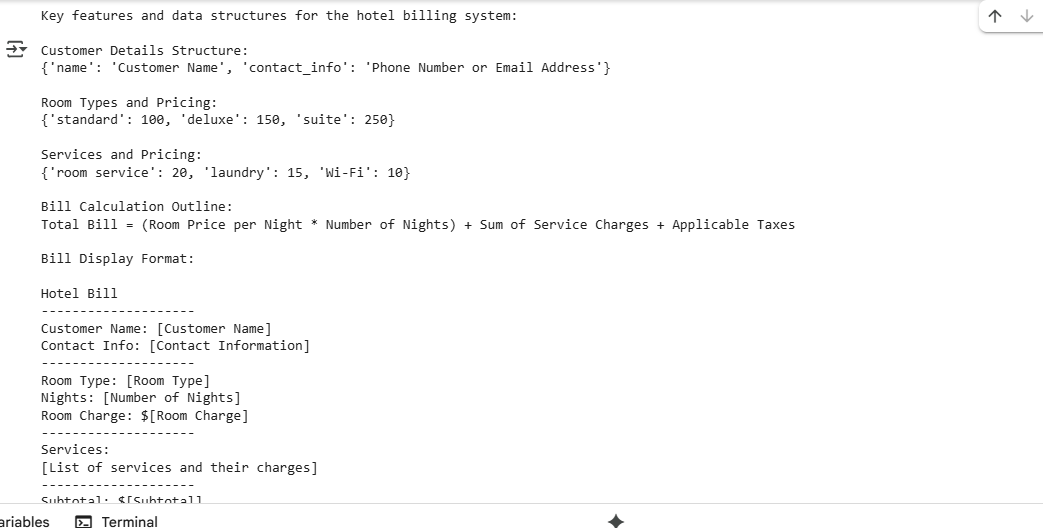 Key features and data structures for the hotel billing system:
Customer Details Structure:
{'name': 'Customer Name', 'contact_info': 'Phone Number or Email Address'}
Room Types and Pricing:
{'standard': 100, 'deluxe': 150, 'suite': 250}
Services and Pricing:
{'room service': 20, 'laundry': 15, 'Wi-Fi': 10}
Bill Calculation Outline:
Total Bill = (Room Price per Night * Number of Nights) + Sum of Service Charges + Applicable Taxes
Bill Display Format:
Hotel Bill
--------------------
Customer Name: [Customer Name]
Contact Info: [Contact Information]
--------------------
Room Type: [Room Type]
Nights: [Number of Nights]
Room Charge: $[Room Charge]
--------------------
Services:
[List of services and their charges]
--------------------
Subtotal: $[Subtotal]
ariables Terminal